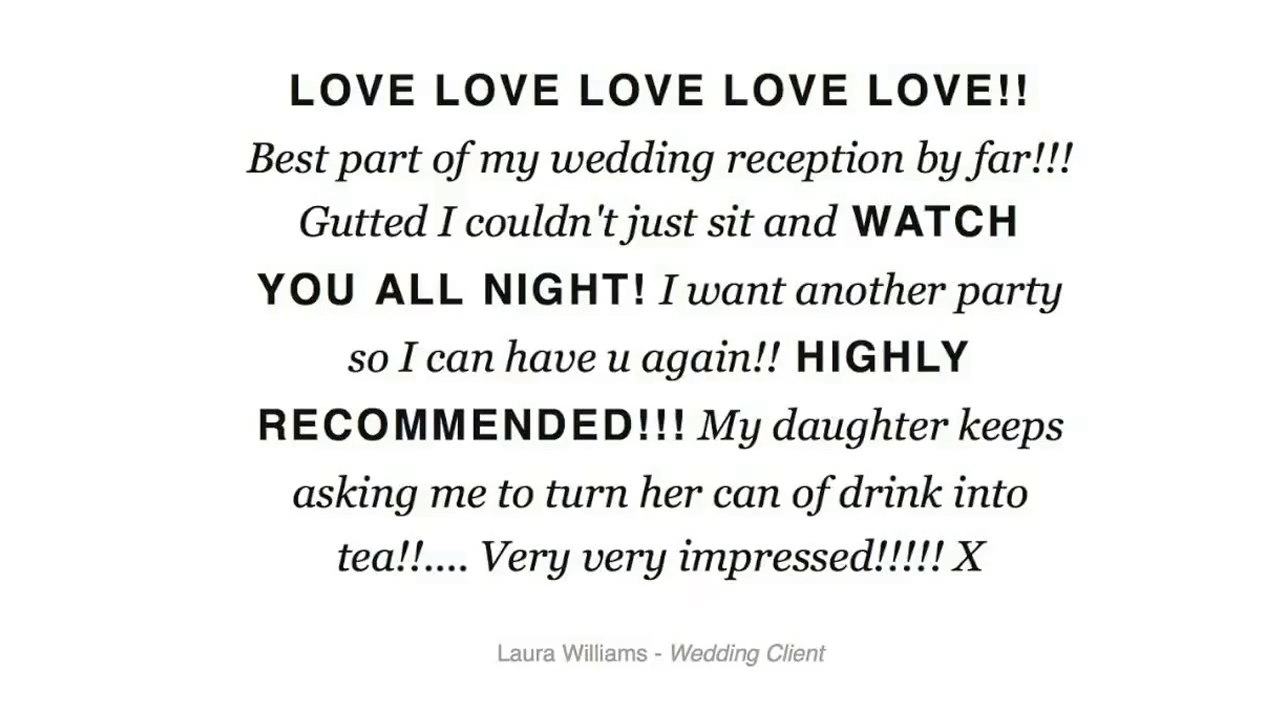 LOVE LOVE LOVE LOVE LOVE!!
Best part of my wedding reception by far!!!
Gutted I couldn't just sit and WATCH
YOU ALL NIGHT! I want another party
so I can have u again!! HIGHLY
RECOMMENDED!!! My daughter keeps
asking me to turn her can of drink into
tea!!.... Very very impressed!!!!! X
Laura Williams - Wedding Client